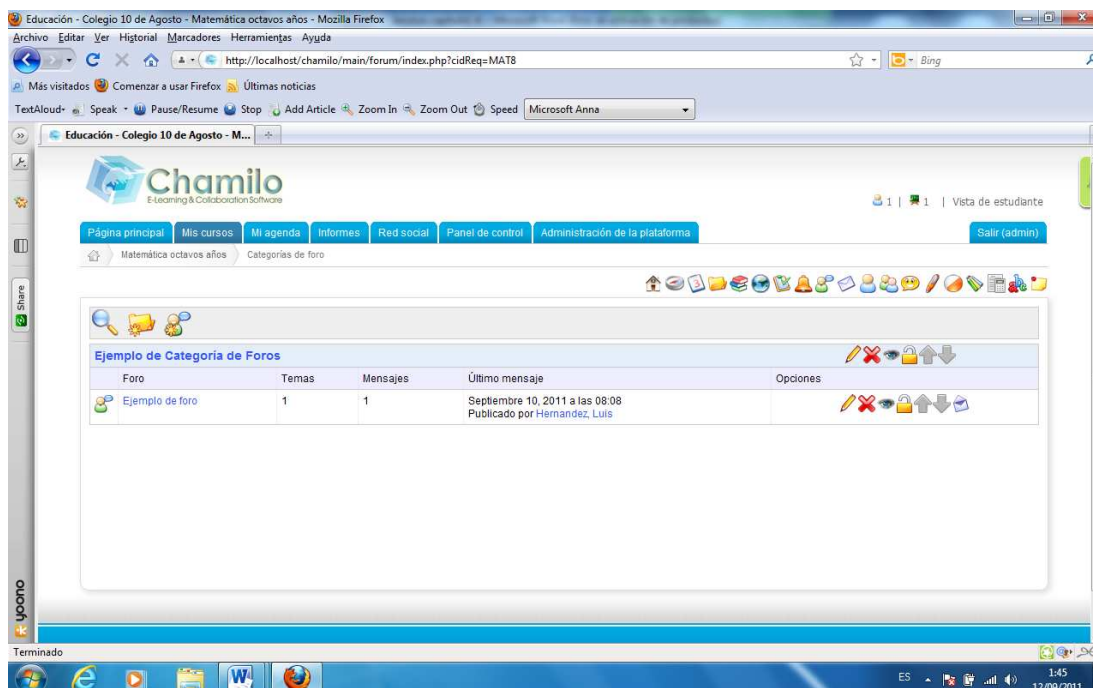 Educación - Colegio 10 de Agosto - Matemática octavos años - Mozilla Firefox
Archivo Editar Ver Historial Marcadores Herramientas Ayuda
http://localhost/chamilo/main/forum/index.php?cidReq=MAT8 Bing
Más visitados Comenzar a usar Firefox Últimas noticias
TextAloud Speak Pause/Resume Stop Add Article Zoom In Zoom Out Speed Microsoft Anna
Educación - Colegio 10 de Agosto - M...
Chamilo
E-Learning & Collaboration Software
1 | 1 | Vista de estudiante
Página principal Mis cursos Mi agenda Informes Red social Panel de control Administración de la plataforma Salir (admin)
Matemática octavos años Categorías de foro
Share
Ejemplo de Categoría de Foros
Foro Temas Mensajes Último mensaje Opciones
Ejemplo de foro 1 1 Septiembre 10, 2011 a las 08:08
Publicado por Hernandez, Luis
yoono
Terminado
ES 1:45
12/09/2011